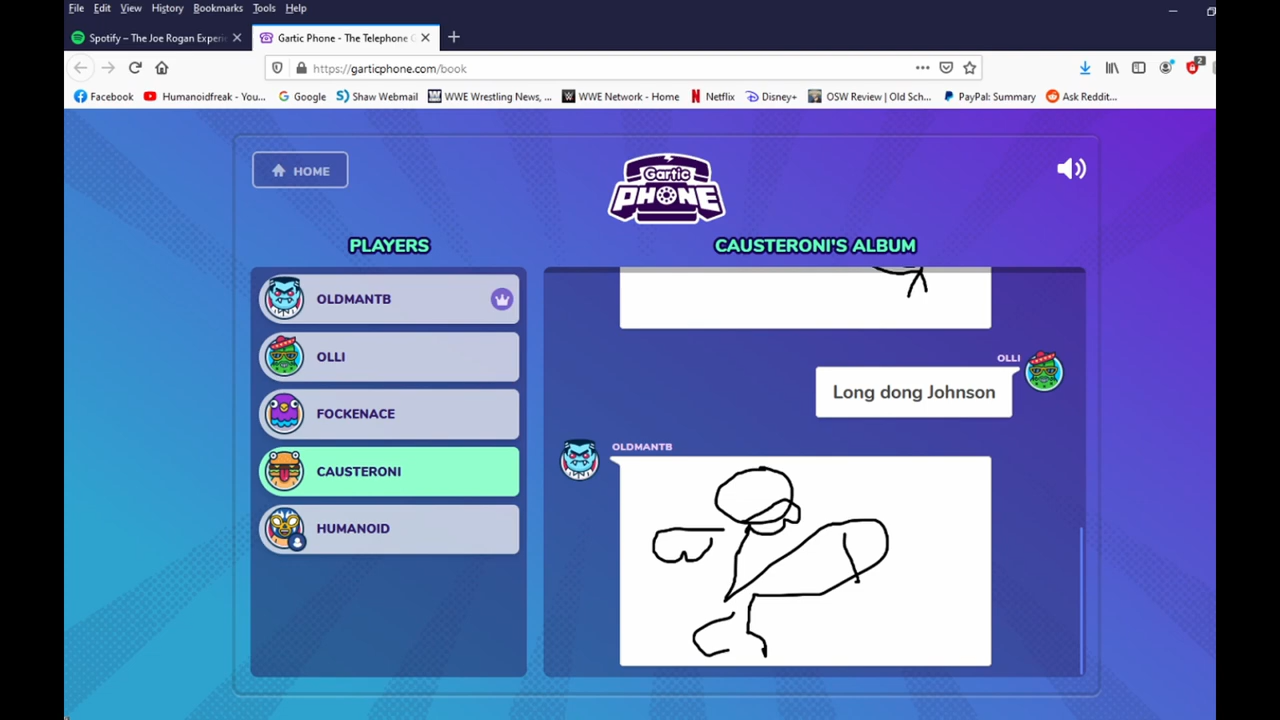 File Edit View History Bookmarks Tools Help
Spotify – The Joe Rogan Experi
Gartic Phone - The Telephone G
https://garticphone.com/book
2
Facebook Humanoidfreak - You... Google Shaw Webmail WWE Wrestling News, ... WWE Network - Home Netflix Disney+ OSW Review | Old Sch... PayPal: Summary Ask Reddit...
HOME
Gartic
PHONE
PLAYERS
CAUSTERONI'S ALBUM
OLDMANTB
OLLI
FOCKENACE
CAUSTERONI
HUMANOID
OLLI
Long dong Johnson
OLDMANTB